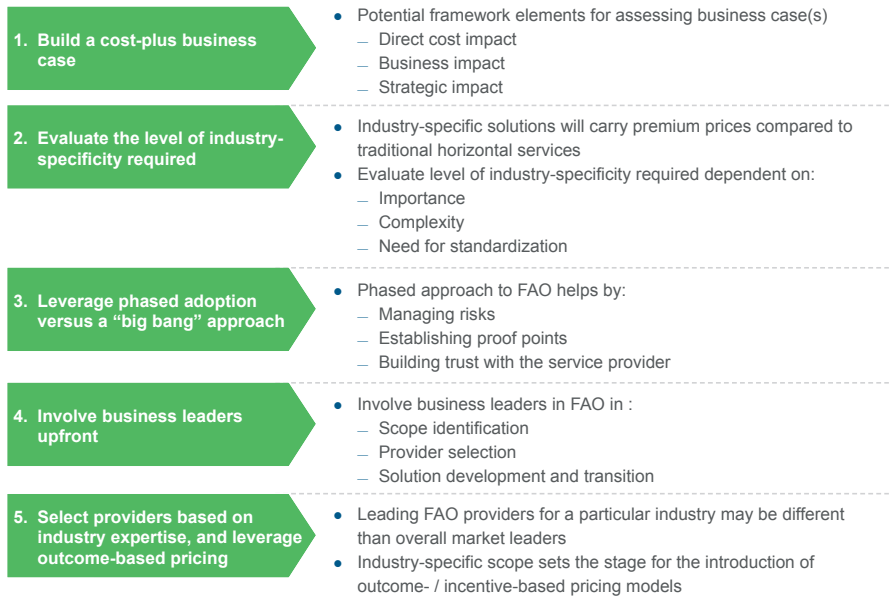 1. Build a cost-plus business
case
● Potential framework elements for assessing business case(s)
– Direct cost impact
– Business impact
– Strategic impact
2. Evaluate the level of industry-
specificity required
● Industry-specific solutions will carry premium prices compared to
traditional horizontal services
● Evaluate level of industry-specificity required dependent on:
– Importance
– Complexity
– Need for standardization
3. Leverage phased adoption
versus a “big bang” approach
● Phased approach to FAO helps by:
– Managing risks
– Establishing proof points
– Building trust with the service provider
4. Involve business leaders
upfront
● Involve business leaders in FAO in :
– Scope identification
– Provider selection
– Solution development and transition
5. Select providers based on
industry expertise, and leverage
outcome-based pricing
● Leading FAO providers for a particular industry may be different
than overall market leaders
● Industry-specific scope sets the stage for the introduction of
outcome- / incentive-based pricing models